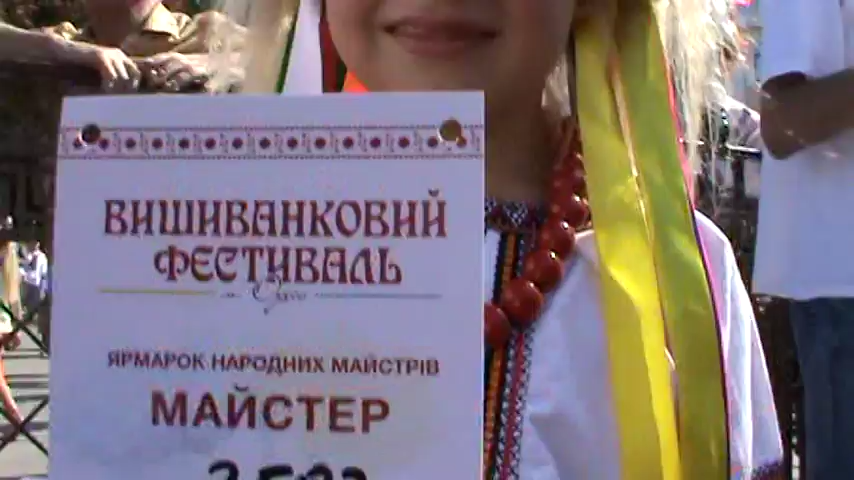 ВИШИВАНКОВИЙ
ФЕСТИВАЛЬ
ЯРМАРОК НАРОДНИХ МАЙСТРІВ
МАЙСТЕР